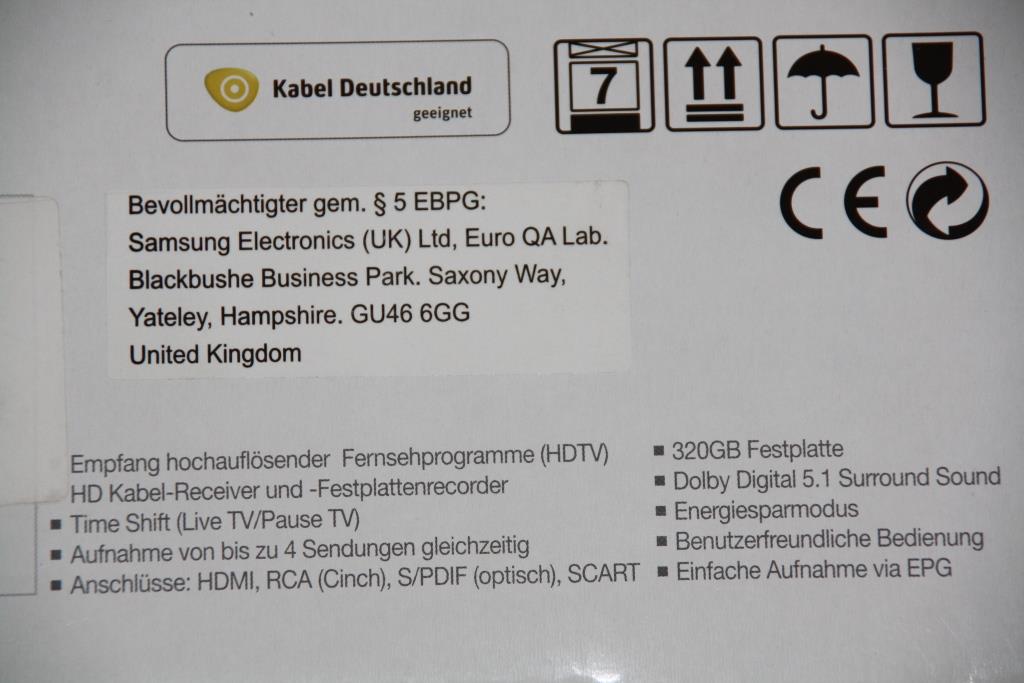 Kabel Deutschland
geeignet
7
CE
Bevollmächtigter gem. § 5 EBPG:
Samsung Electronics (UK) Ltd, Euro QA Lab.
Blackbushe Business Park. Saxony Way,
Yateley, Hampshire. GU46 6GG
United Kingdom
Empfang hochauflösender Fernsehprogramme (HDTV)
HD Kabel-Receiver und -Festplattenrecorder
▪ Time Shift (Live TV/Pause TV)
▪ Aufnahme von bis zu 4 Sendungen gleichzeitig
▪ Anschlüsse: HDMI, RCA (Cinch), S/PDIF (optisch), SCART
▪ 320GB Festplatte
▪ Dolby Digital 5.1 Surround Sound
▪ Energiesparmodus
▪ Benutzerfreundliche Bedienung
▪ Einfache Aufnahme via EPG